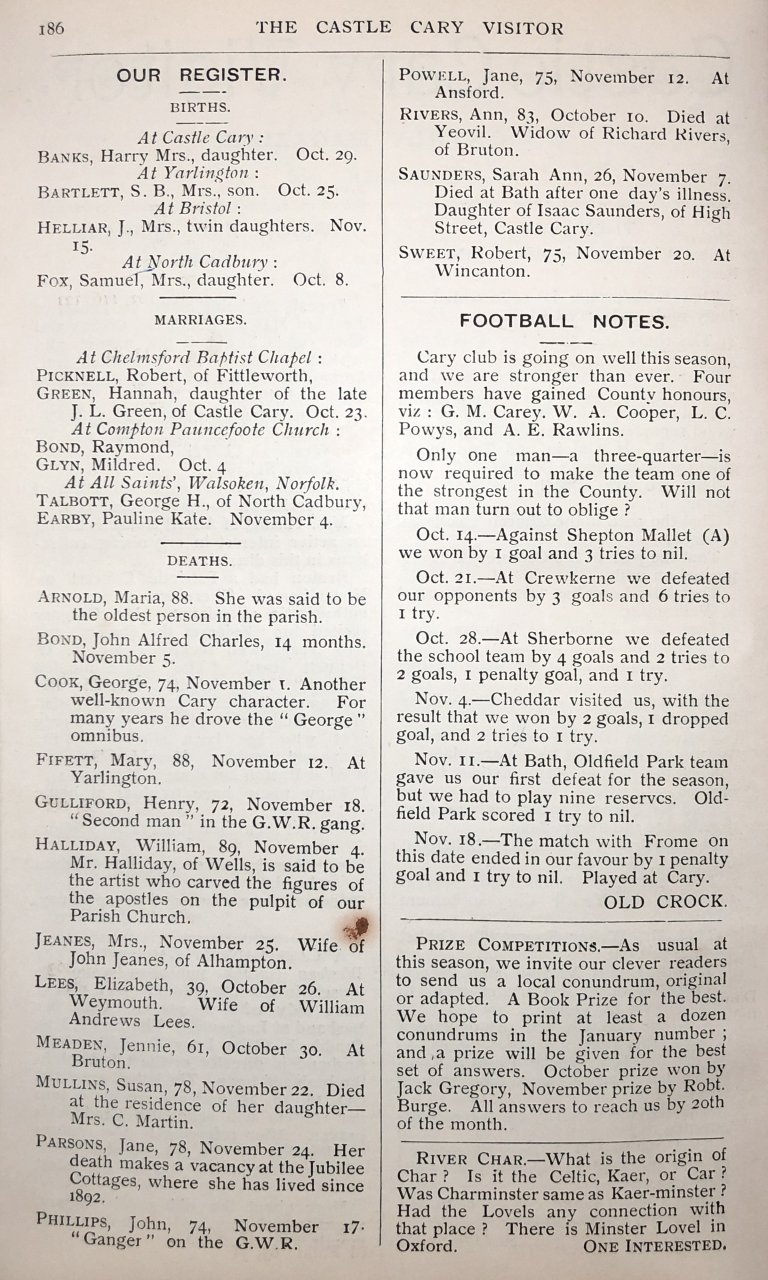 186
THE CASTLE CARY VISITOR
OUR REGISTER.
BIRTHS.
At Castle Cary :
BANKS, Harry Mrs., daughter. Oct. 29.
At Yarlington :
BARTLETT, S. B., Mrs., son. Oct. 25.
At Bristol :
HELLIAR, J., Mrs., twin daughters. Nov.
15.
At North Cadbury :
FOX, Samuel, Mrs., daughter. Oct. 8.
MARRIAGES.
At Chelmsford Baptist Chapel :
PICKNELL, Robert, of Fittleworth,
GREEN, Hannah, daughter of the late
J. L. Green, of Castle Cary. Oct. 23.
At Compton Pauncefoote Church :
BOND, Raymond,
GLYN, Mildred. Oct. 4
At All Saints', Walsoken, Norfolk.
TALBOTT, George H., of North Cadbury,
EARBY, Pauline Kate. November 4.
DEATHS.
ARNOLD, Maria, 88. She was said to be
the oldest person in the parish.
BOND, John Alfred Charles, 14 months.
November 5.
COOK, George, 74, November 1. Another
well-known Cary character. For
many years he drove the “ George ”
omnibus.
FIFETT, Mary, 88, November 12. At
Yarlington.
GULLIFORD, Henry, 72, November 18.
“ Second man ” in the G.W.R. gang.
HALLIDAY, William, 89, November 4.
Mr. Halliday, of Wells, is said to be
the artist who carved the figures of
the apostles on the pulpit of our
Parish Church.
JEANES, Mrs., November 25. Wife of
John Jeanes, of Alhampton.
LEES, Elizabeth, 39, October 26. At
Weymouth. Wife of William
Andrews Lees.
MEADEN, Jennie, 61, October 30. At
Bruton.
MULLINS, Susan, 78, November 22. Died
at the residence of her daughter—
Mrs. C. Martin.
PARSONS, Jane, 78, November 24. Her
death makes a vacancy at the Jubilee
Cottages, where she has lived since
1892.
PHILLIPS, John, 74, November 17.
“ Ganger ” on the G.W.R.
POWELL, Jane, 75, November 12. At
Ansford.
RIVERS, Ann, 83, October 10. Died at
Yeovil. Widow of Richard Rivers,
of Bruton.
SAUNDERS, Sarah Ann, 26, November 7.
Died at Bath after one day's illness.
Daughter of Isaac Saunders, of High
Street, Castle Cary.
SWEET, Robert, 75, November 20. At
Wincanton.
FOOTBALL NOTES.
Cary club is going on well this season,
and we are stronger than ever. Four
members have gained County honours,
viz : G. M. Carey. W. A. Cooper, L. C.
Powys, and A. E. Rawlins.
Only one man—a three-quarter—is
now required to make the team one of
the strongest in the County. Will not
that man turn out to oblige ?
Oct. 14.—Against Shepton Mallet (A)
we won by 1 goal and 3 tries to nil.
Oct. 21.—At Crewkerne we defeated
our opponents by 3 goals and 6 tries to
1 try.
Oct. 28.—At Sherborne we defeated
the school team by 4 goals and 2 tries to
2 goals, 1 penalty goal, and 1 try.
Nov. 4.—Cheddar visited us, with the
result that we won by 2 goals, 1 dropped
goal, and 2 tries to 1 try.
Nov. 11.—At Bath, Oldfield Park team
gave us our first defeat for the season,
but we had to play nine reserves. Old-
field Park scored 1 try to nil.
Nov. 18.—The match with Frome on
this date ended in our favour by 1 penalty
goal and 1 try to nil. Played at Cary.
OLD CROCK.
PRIZE COMPETITIONS.—As usual at
this season, we invite our clever readers
to send us a local conundrum, original
or adapted. A Book Prize for the best.
We hope to print at least a dozen
conundrums in the January number ;
and a prize will be given for the best
set of answers. October prize won by
Jack Gregory, November prize by Robt.
Burge. All answers to reach us by 20th
of the month.
RIVER CHAR.—What is the origin of
Char ? Is it the Celtic, Kaer, or Car ?
Was Charminster same as Kaer-minster ?
Had the Lovels any connection with
that place ? There is Minster Lovel in
Oxford. ONE INTERESTED.